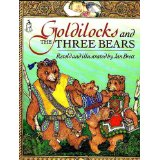 Goldilocks and
THE THREE BEARS
Retold and illustrated by Jan Brett